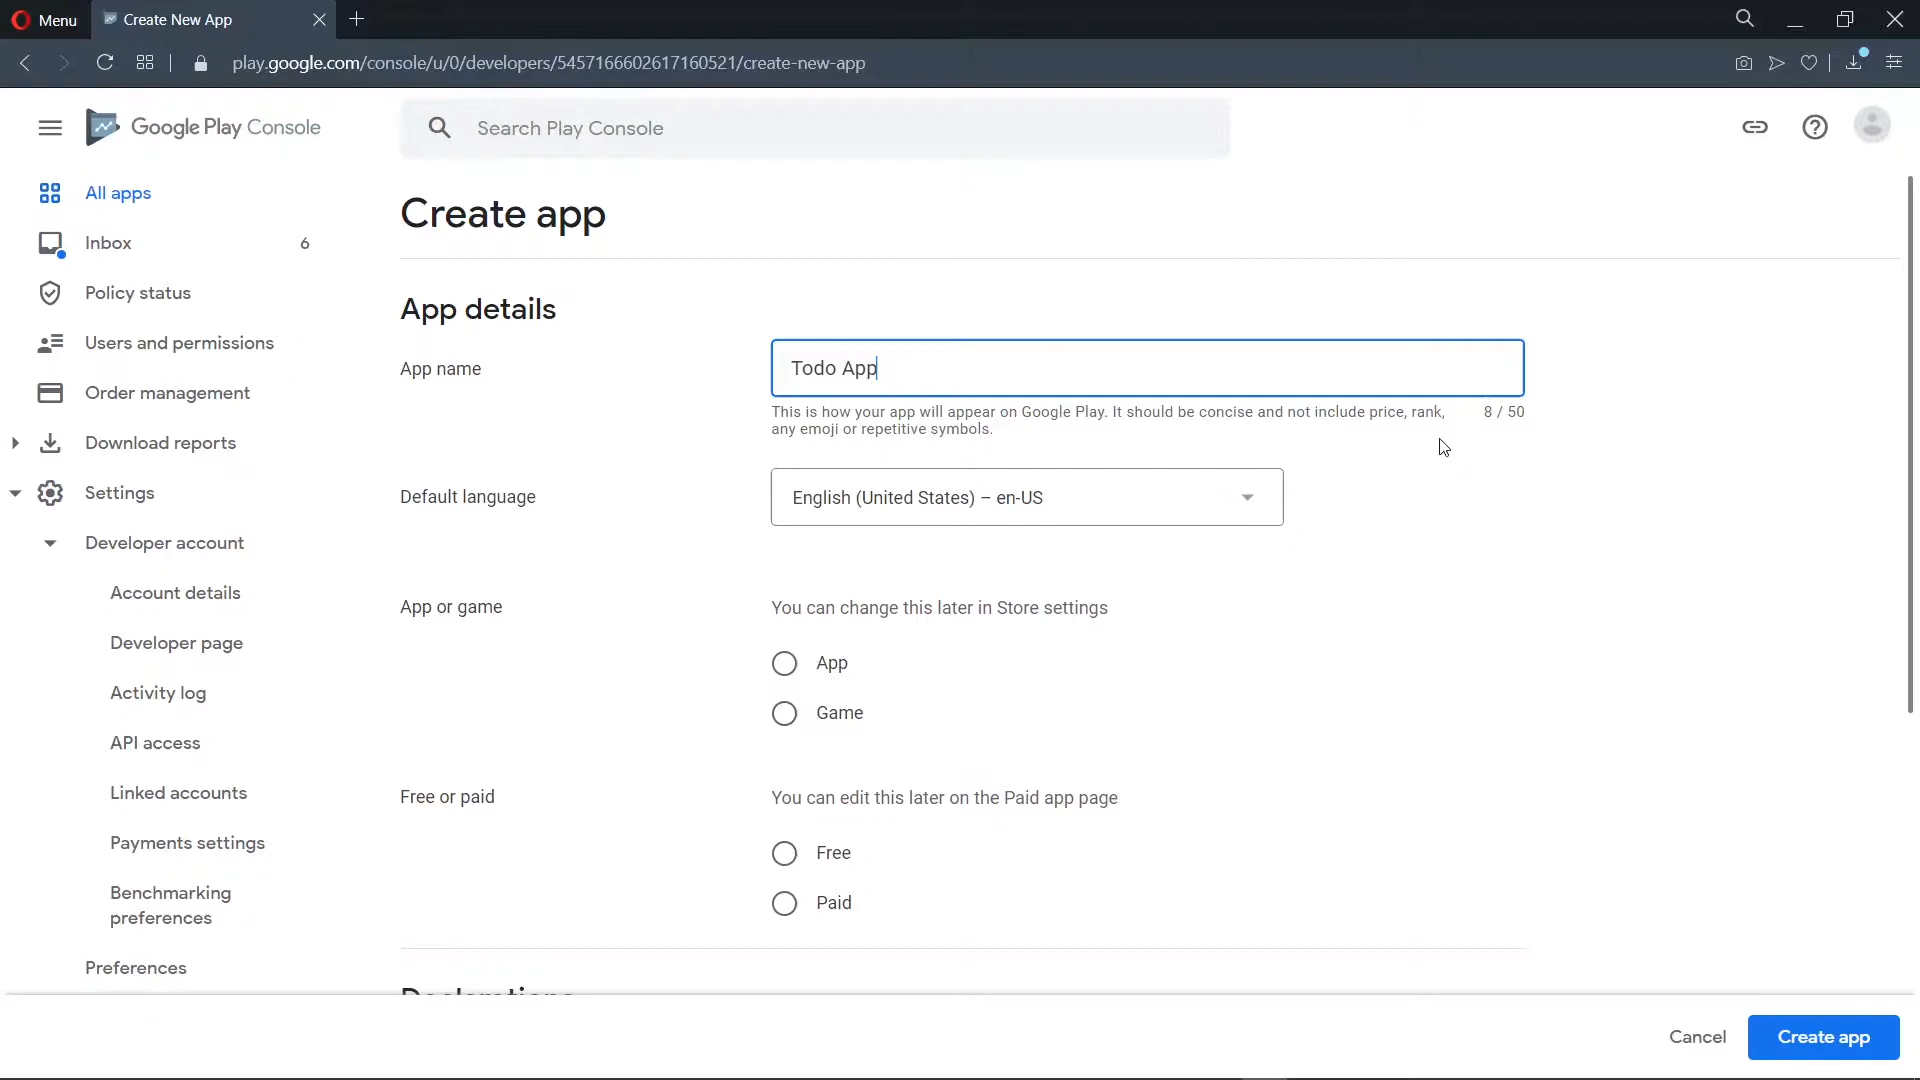 Menu
Create New App
play.google.com/console/u/0/developers/5457166602617160521/create-new-app
Google Play Console
Search Play Console
All apps
Inbox 6
Policy status
Users and permissions
Order management
Download reports
Settings
Developer account
Account details
Developer page
Activity log
API access
Linked accounts
Payments settings
Benchmarking
preferences
Preferences
Create app
App details
App name
Todo App
This is how your app will appear on Google Play. It should be concise and not include price, rank, 8 / 50
any emoji or repetitive symbols.
Default language
English (United States) – en-US
App or game
You can change this later in Store settings
App
Game
Free or paid
You can edit this later on the Paid app page
Free
Paid
Declarations
Cancel
Create app